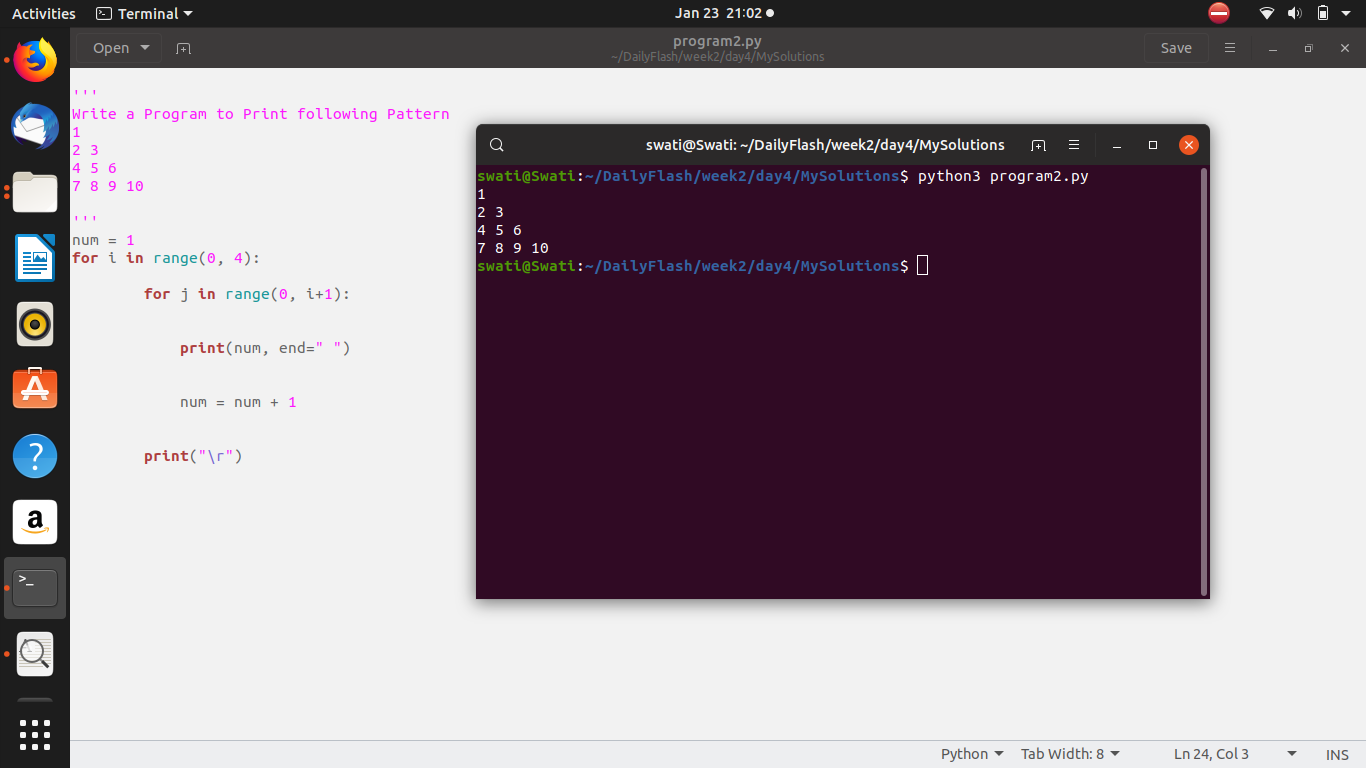 Activities
Terminal
Jan 23 21:02
Open
program2.py
~/DailyFlash/week2/day4/MySolutions
Save
'''
Write a Program to Print following Pattern
1
2 3
4 5 6
7 8 9 10
'''
num = 1
for i in range(0, 4):
for j in range(0, i+1):
print(num, end=" ")
num = num + 1
print("\r")
swati@Swati: ~/DailyFlash/week2/day4/MySolutions
swati@Swati:~/DailyFlash/week2/day4/MySolutions$ python3 program2.py
1
2 3
4 5 6
7 8 9 10
swati@Swati:~/DailyFlash/week2/day4/MySolutions$
Python
Tab Width: 8
Ln 24, Col 3
INS